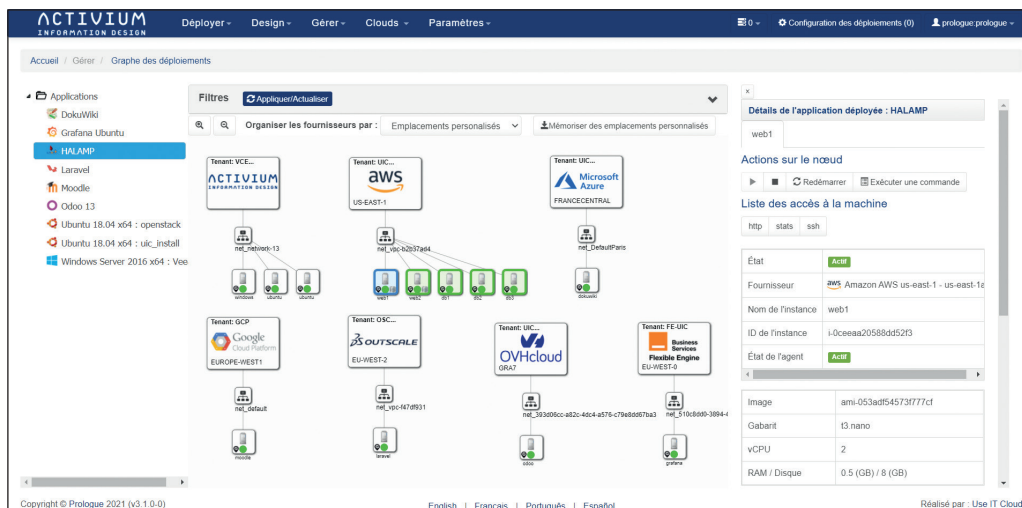 ACTIVIUM
INFORMATION DESIGN
Déployer
Design
Gérer
Clouds
Paramètres
0
Configuration des déploiements (0)
prologue:prologue
Accueil / Gérer / Graphe des déploiements
Applications
DokuWiki
Grafana Ubuntu
HALAMP
Laravel
Moodle
Odoo 13
Ubuntu 18.04 x64 : openstack
Ubuntu 18.04 x64 : uic_install
Windows Server 2016 x64 : Vee
Filtres
Appliquer/Actualiser
Organiser les fournisseurs par :
Emplacements personalisés
Mémoriser des emplacements personnalisés
Tenant: VCE...
ACTIVIUM
INFORMATION DESIGN
net_network-13
windows
ubuntu
ubuntu
Tenant: UIC...
aws
US-EAST-1
net_vpc-b2b37ad4
web1
web2
db1
db2
db3
Tenant: UIC...
Microsoft
Azure
FRANCECENTRAL
net_DefaultParis
dokuwiki
Tenant: GCP
Google
Cloud Platform
EUROPE-WEST1
net_default
moodle
Tenant: OSC...
OUTSCALE
EU-WEST-2
net_vpc-f47df931
laravel
Tenant: UIC...
OVHcloud
GRA7
net_393d06cc-a82c-4dc4-a576-c79e8dd67ba3
odoo
Tenant: FE-UIC
Business
Services
Flexible Engine
EU-WEST-0
net_510c8dd0-3894-4
grafana
x
Détails de l'application déployée : HALAMP
web1
Actions sur le nœud
Redémarrer
Exécuter une commande
Liste des accès à la machine
http
stats
ssh
État
Actif
Fournisseur
aws Amazon AWS us-east-1 - us-east-1a
Nom de l'instance
web1
ID de l'instance
i-0ceeaa20588dd52f3
État de l'agent
Actif
Image
ami-053adf54573f777cf
Gabarit
t3.nano
vCPU
2
RAM / Disque
0.5 (GB) / 8 (GB)
Copyright © Prologue 2021 (v3.1.0-0)
English | Français | Português | Español
Réalisé par : Use IT Cloud